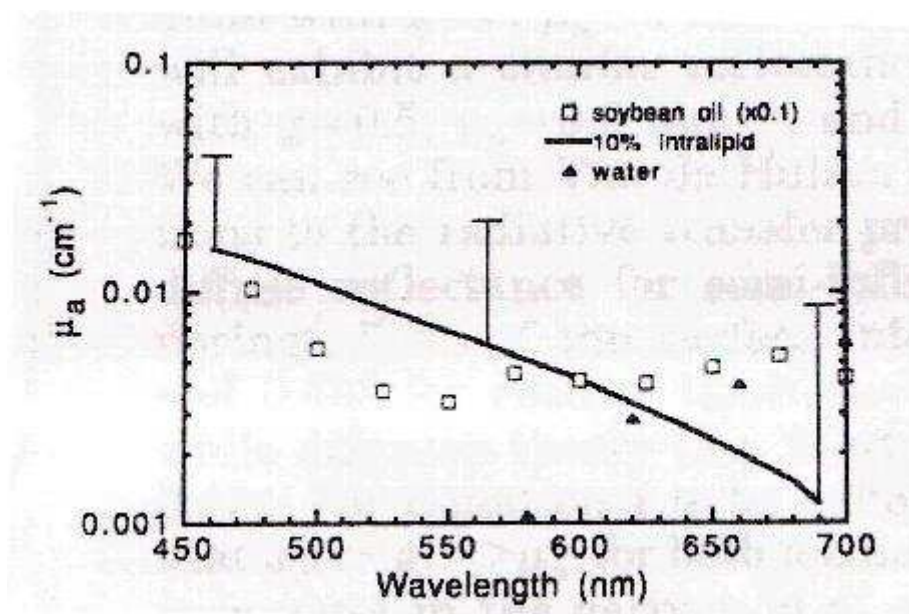 0.1
soybean oil (x0.1)
10% intralipid
water
μa (cm⁻¹)
0.01
0.001
450 500 550 600 650 700
Wavelength (nm)